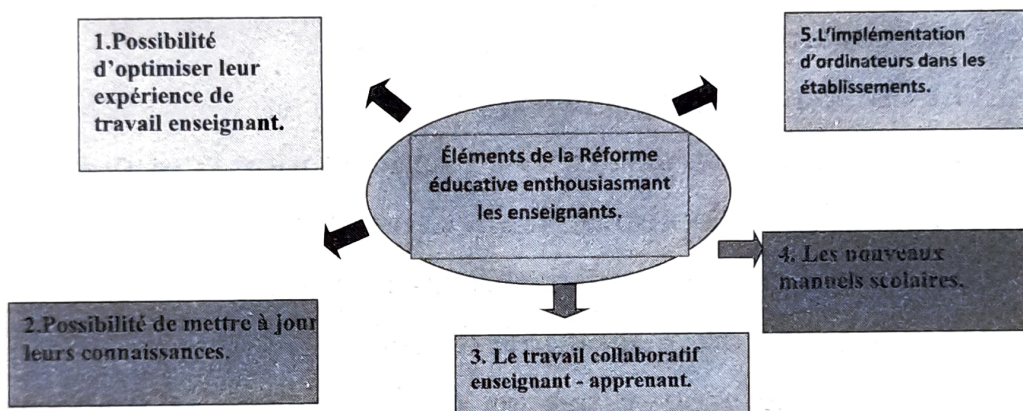 1.Possibilité
d'optimiser leur
expérience de
travail enseignant.
5.L'implémentation
d'ordinateurs dans les
établissements.
Éléments de la Réforme
éducative enthousiasmant
les enseignants.
4. Les nouveaux
manuels scolaires.
2.Possibilité de mettre à jour
leurs connaissances.
3. Le travail collaboratif
enseignant - apprenant.